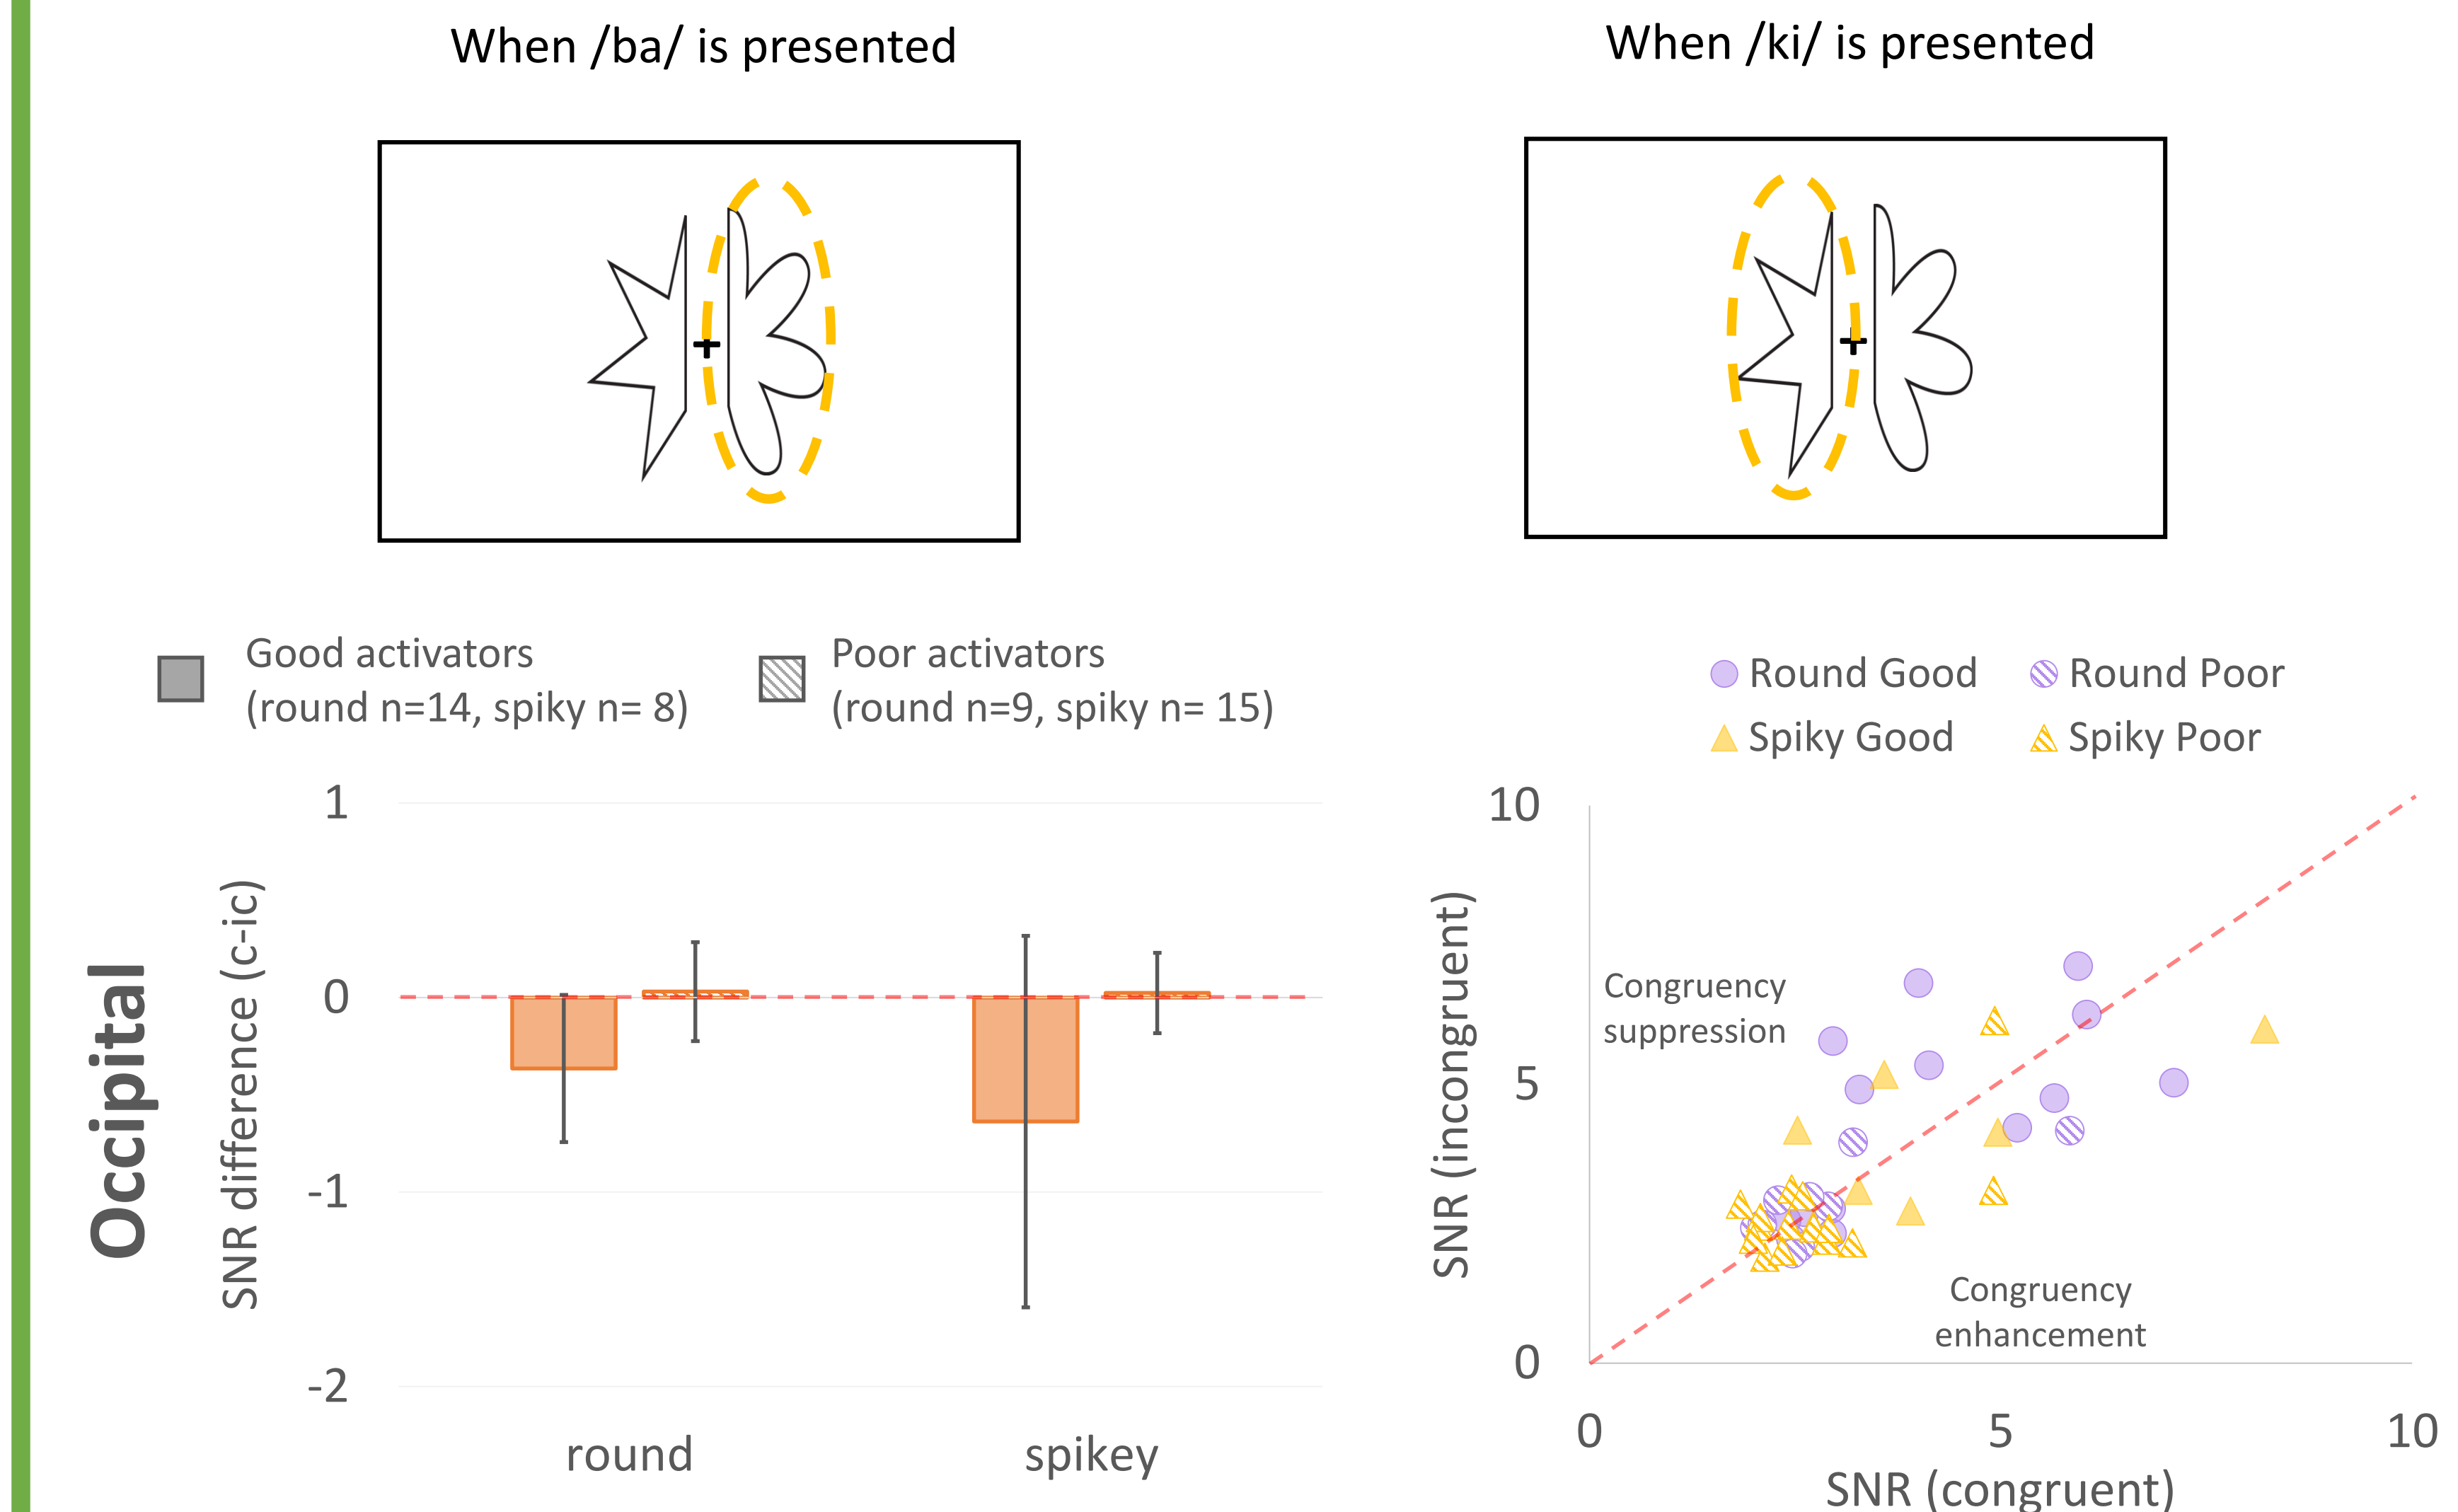 When /ba/ is presented
When /ki/ is presented
Good activators
(round n=14, spiky n= 8)
Poor activators
(round n=9, spiky n= 15)
Occipital
SNR difference (c-ic)
1
0
-1
-2
round
spikey
Round Good
Round Poor
Spiky Good
Spiky Poor
SNR (incongruent)
10
5
0
Congruency
suppression
Congruency
enhancement
0
5
10
SNR (congruent)